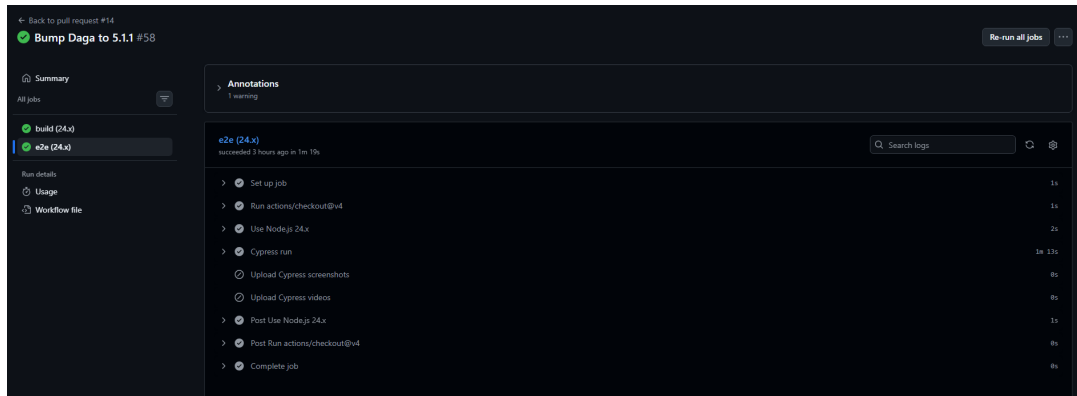 ← Back to pull request #14
Bump Daga to 5.1.1 #58
Re-run all jobs
Summary
All jobs
build (24.x)
e2e (24.x)
Run details
Usage
Workflow file
Annotations
1 warning
e2e (24.x)
succeeded 3 hours ago in 1m 19s
Search logs
Set up job 1s
Run actions/checkout@v4 1s
Use Node.js 24.x 2s
Cypress run 1m 13s
Upload Cypress screenshots 0s
Upload Cypress videos 0s
Post Use Node.js 24.x 1s
Post Run actions/checkout@v4 0s
Complete job 0s